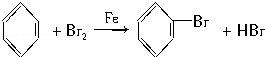 + Br₂ —Fe→ Br + HBr